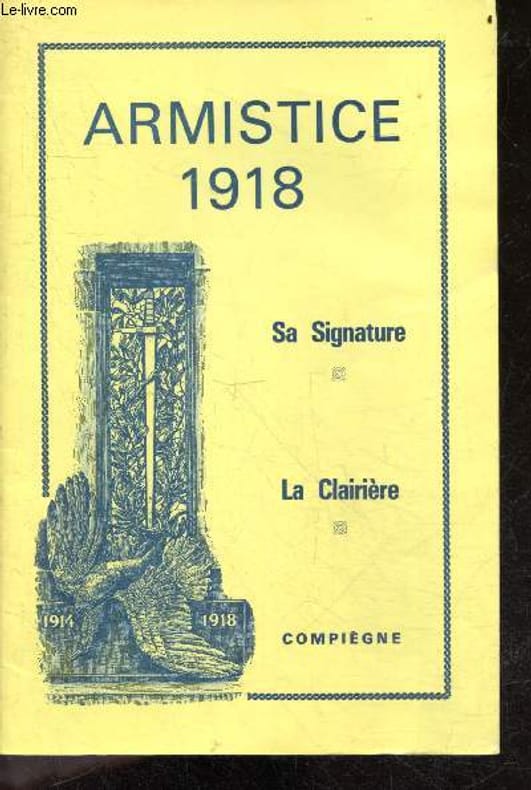 Le-livre.com
ARMISTICE
1918
Sa Signature
La Clairière
1914
1918
COMPIÈGNE